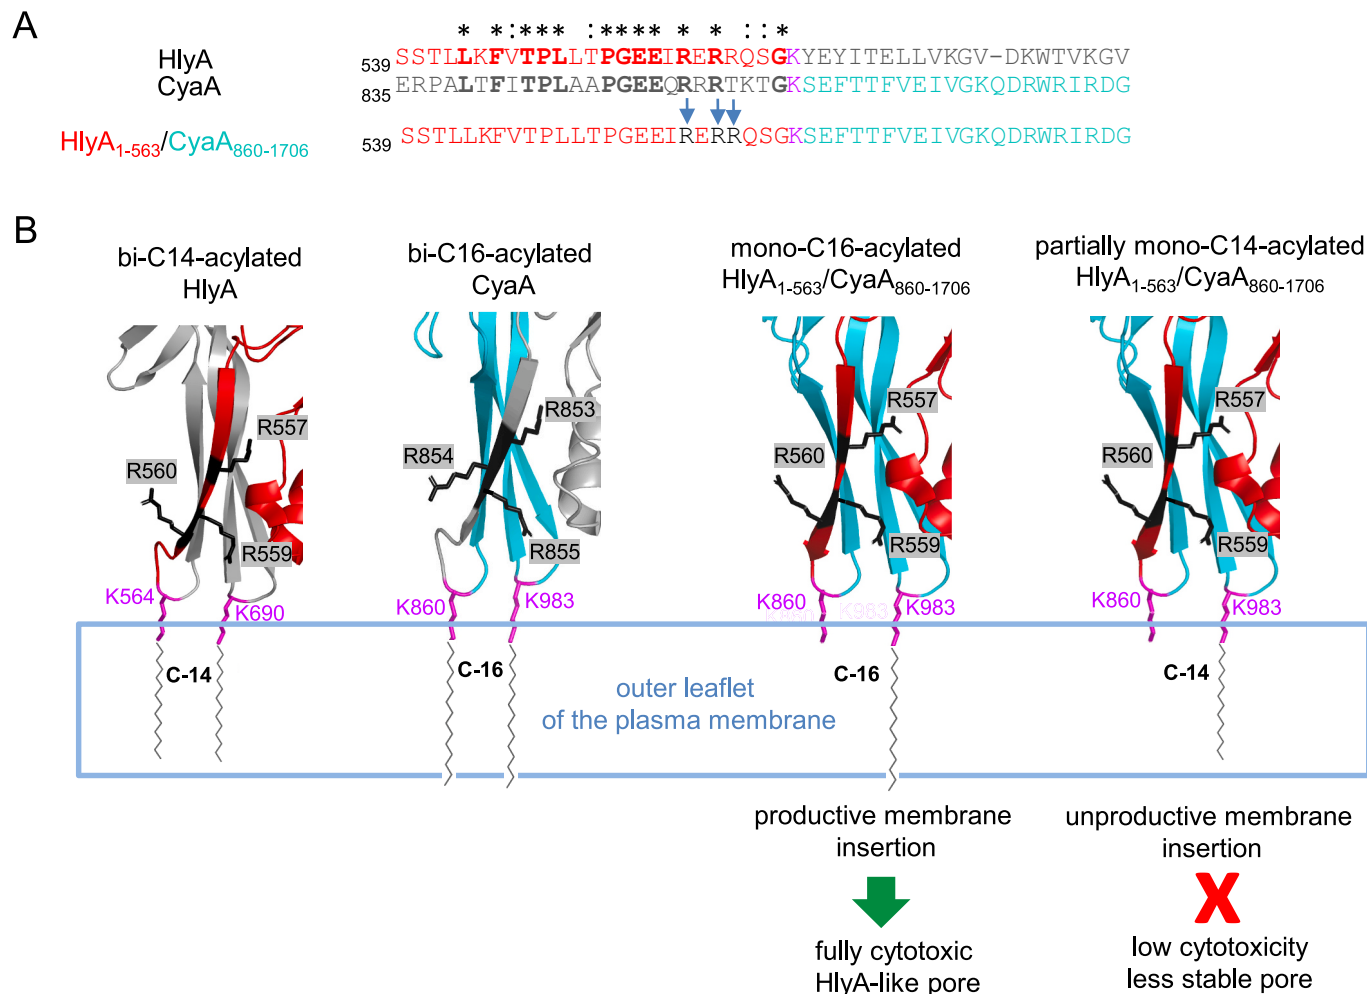 A
* *:*** :***** * * ::*
HlyA 539 SSTLLKFVTPLLTPGEEIRERRQSGKYEYITELLVKGV-DKWTVKGV
CyaA 835 ERPALTFITPLAAPGEEQRRRTKTGKSEFTTFVEIVGKQDRWRIRDG
HlyA1-563/CyaA860-1706 539 SSTLLKFVTPLLTPGEEIRERRQSGKSEFTTFVEIVGKQDRWRIRDG
B
bi-C14-acylated
HlyA
bi-C16-acylated
CyaA
mono-C16-acylated
HlyA1-563/CyaA860-1706
partially mono-C14-acylated
HlyA1-563/CyaA860-1706
R557
R560
R559
K564
K690
R853
R854
R855
K860
K983
R557
R560
R559
K860
K983
K983
R557
R560
R559
K860
K983
C-14
C-16
C-16
C-14
outer leaflet
of the plasma membrane
productive membrane
insertion
fully cytotoxic
HlyA-like pore
unproductive membrane
insertion
X
low cytotoxicity
less stable pore